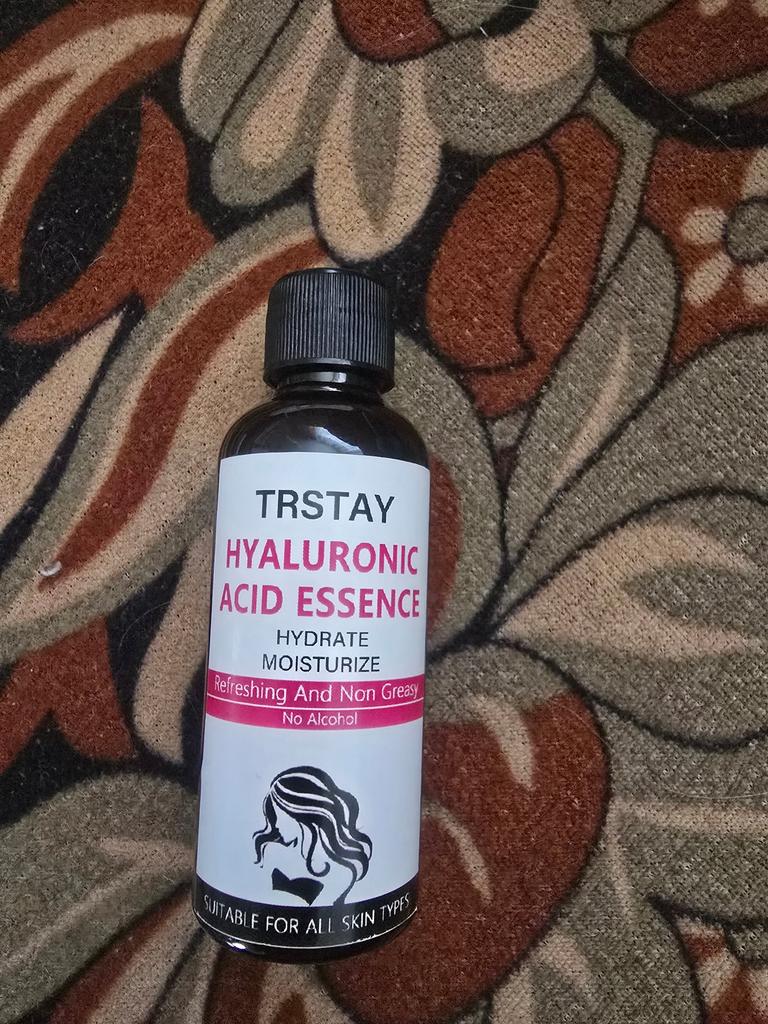 TRSTAY
HYALURONIC
ACID ESSENCE
HYDRATE
MOISTURIZE
Refreshing And Non Greasy
No Alcohol
SUITABLE FOR ALL SKIN TYPES